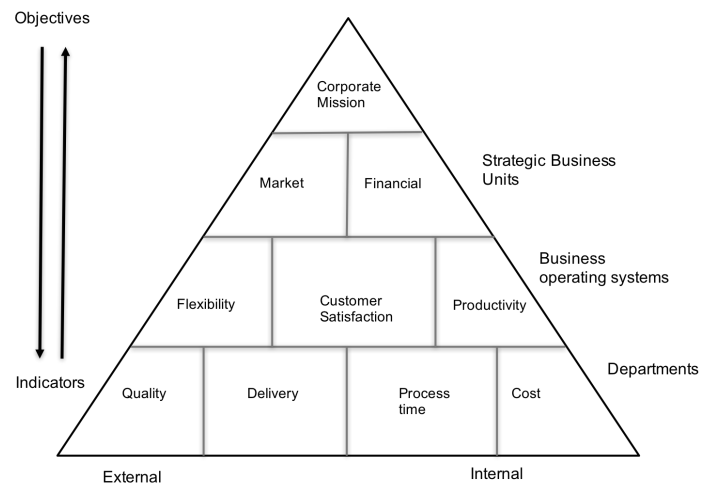 Objectives
Corporate
Mission
Market
Financial
Strategic Business
Units
Flexibility
Customer
Satisfaction
Productivity
Business
operating systems
Indicators
Quality
Delivery
Process
time
Cost
Departments
External
Internal